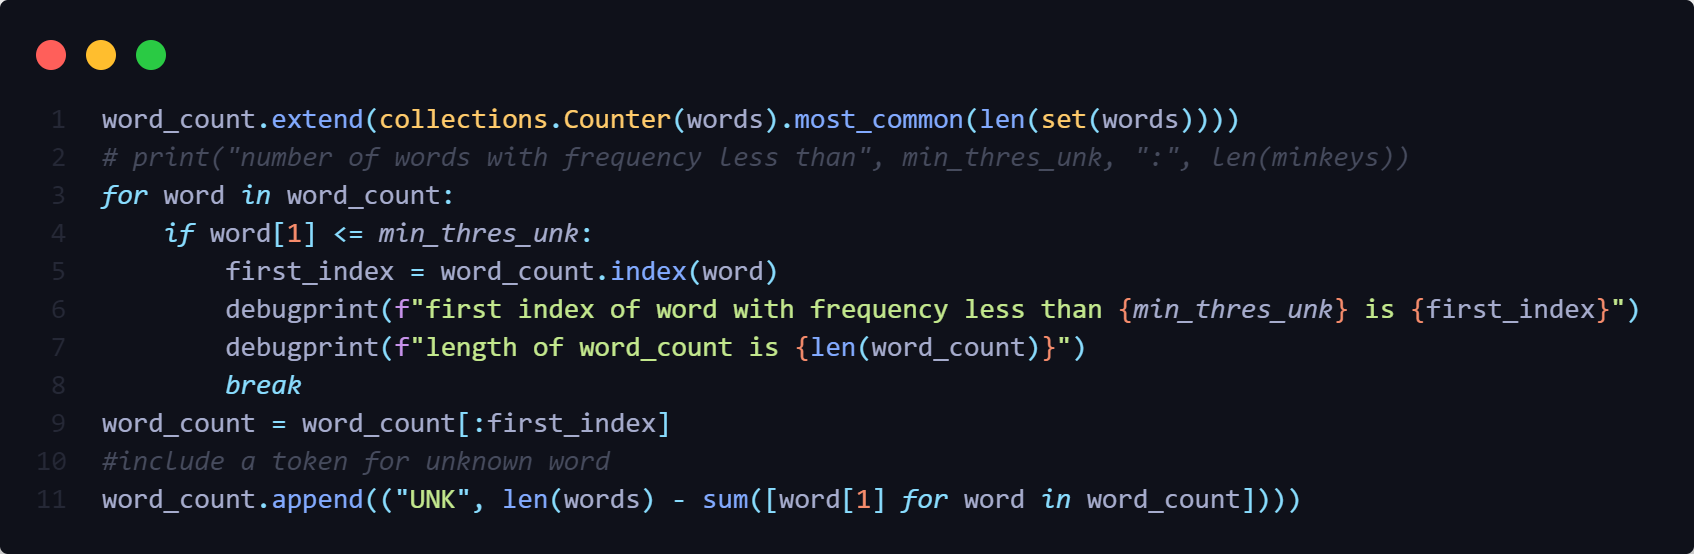 1 word_count.extend(collections.Counter(words).most_common(len(set(words))))
2 # print("number of words with frequency less than", min_thres_unk, ":", len(minkeys))
3 for word in word_count:
4     if word[1] <= min_thres_unk:
5         first_index = word_count.index(word)
6         debugprint(f"first index of word with frequency less than {min_thres_unk} is {first_index}")
7         debugprint(f"length of word_count is {len(word_count)}")
8         break
9 word_count = word_count[:first_index]
10 #include a token for unknown word
11 word_count.append(("UNK", len(words) - sum([word[1] for word in word_count])))